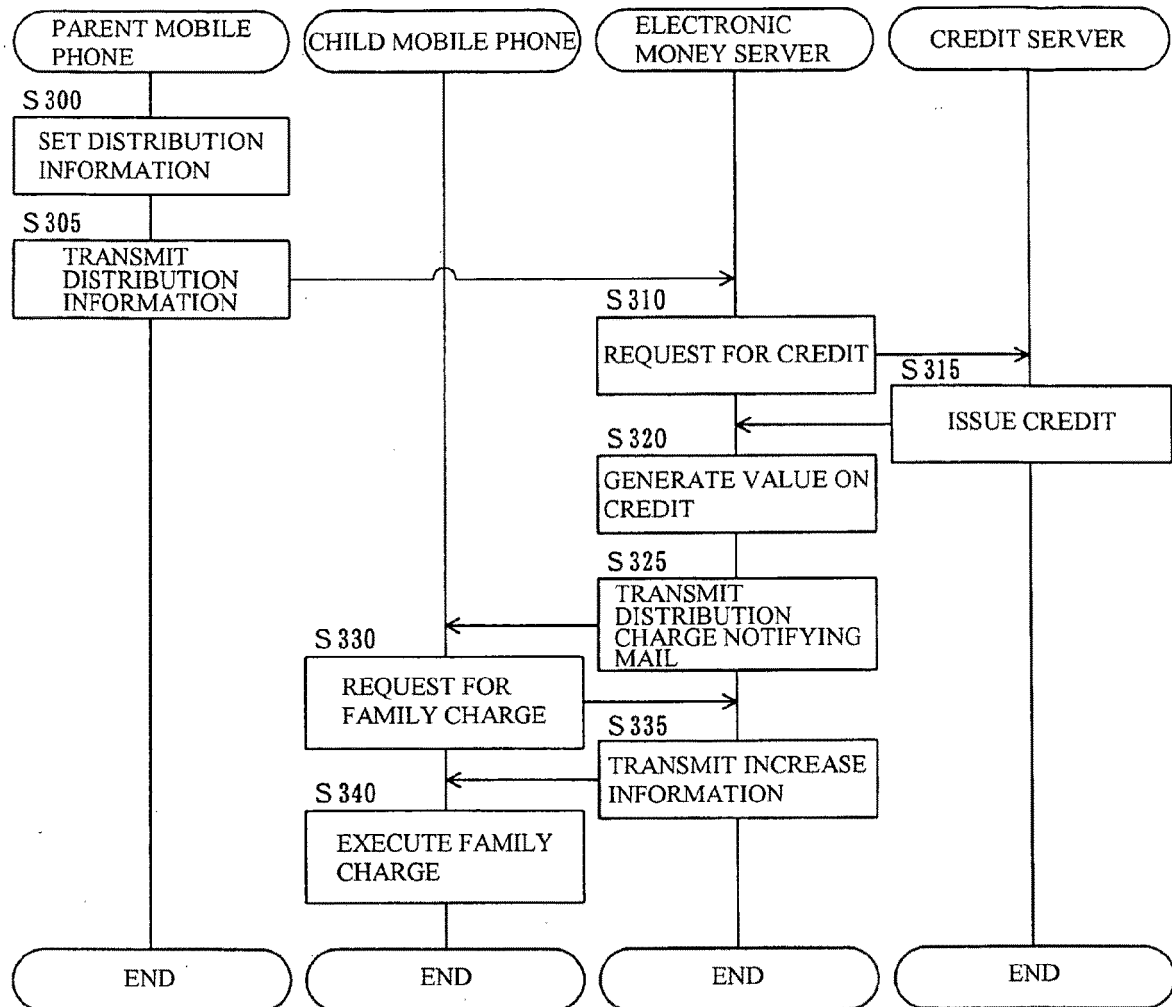 PARENT MOBILE
PHONE
CHILD MOBILE PHONE
ELECTRONIC
MONEY SERVER
CREDIT SERVER
S300
SET DISTRIBUTION
INFORMATION
S305
TRANSMIT
DISTRIBUTION
INFORMATION
S310
REQUEST FOR CREDIT
S315
ISSUE CREDIT
S320
GENERATE VALUE ON
CREDIT
S325
TRANSMIT
DISTRIBUTION
CHARGE NOTIFYING
MAIL
S330
REQUEST FOR
FAMILY CHARGE
S335
TRANSMIT INCREASE
INFORMATION
S340
EXECUTE FAMILY
CHARGE
END
END
END
END